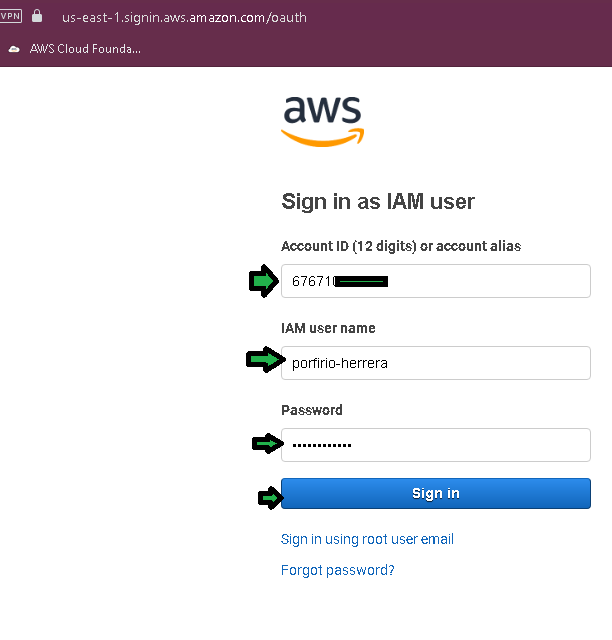 VPN us-east-1.signin.aws.amazon.com/oauth
AWS Cloud Founda...
aws
Sign in as IAM user
Account ID (12 digits) or account alias
67671
IAM user name
porfirio-herrera
Password
••••••••••••
Sign in
Sign in using root user email
Forgot password?